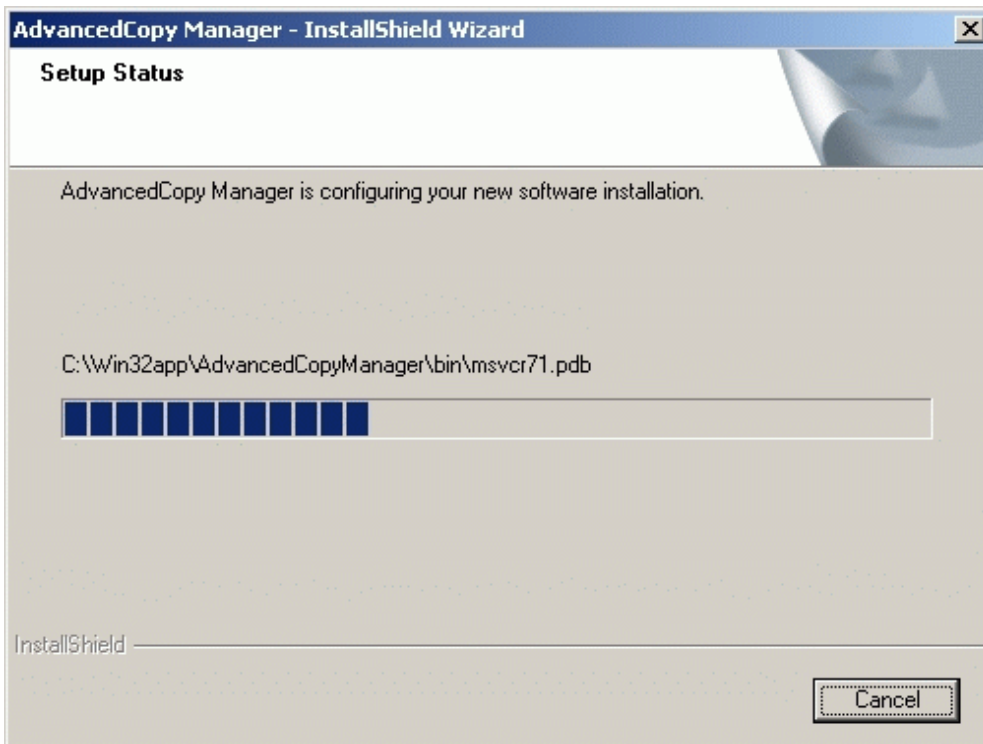 AdvancedCopy Manager - InstallShield Wizard
Setup Status
AdvancedCopy Manager is configuring your new software installation.
C:\Win32app\AdvancedCopyManager\bin\msvcr71.pdb
InstallShield
Cancel